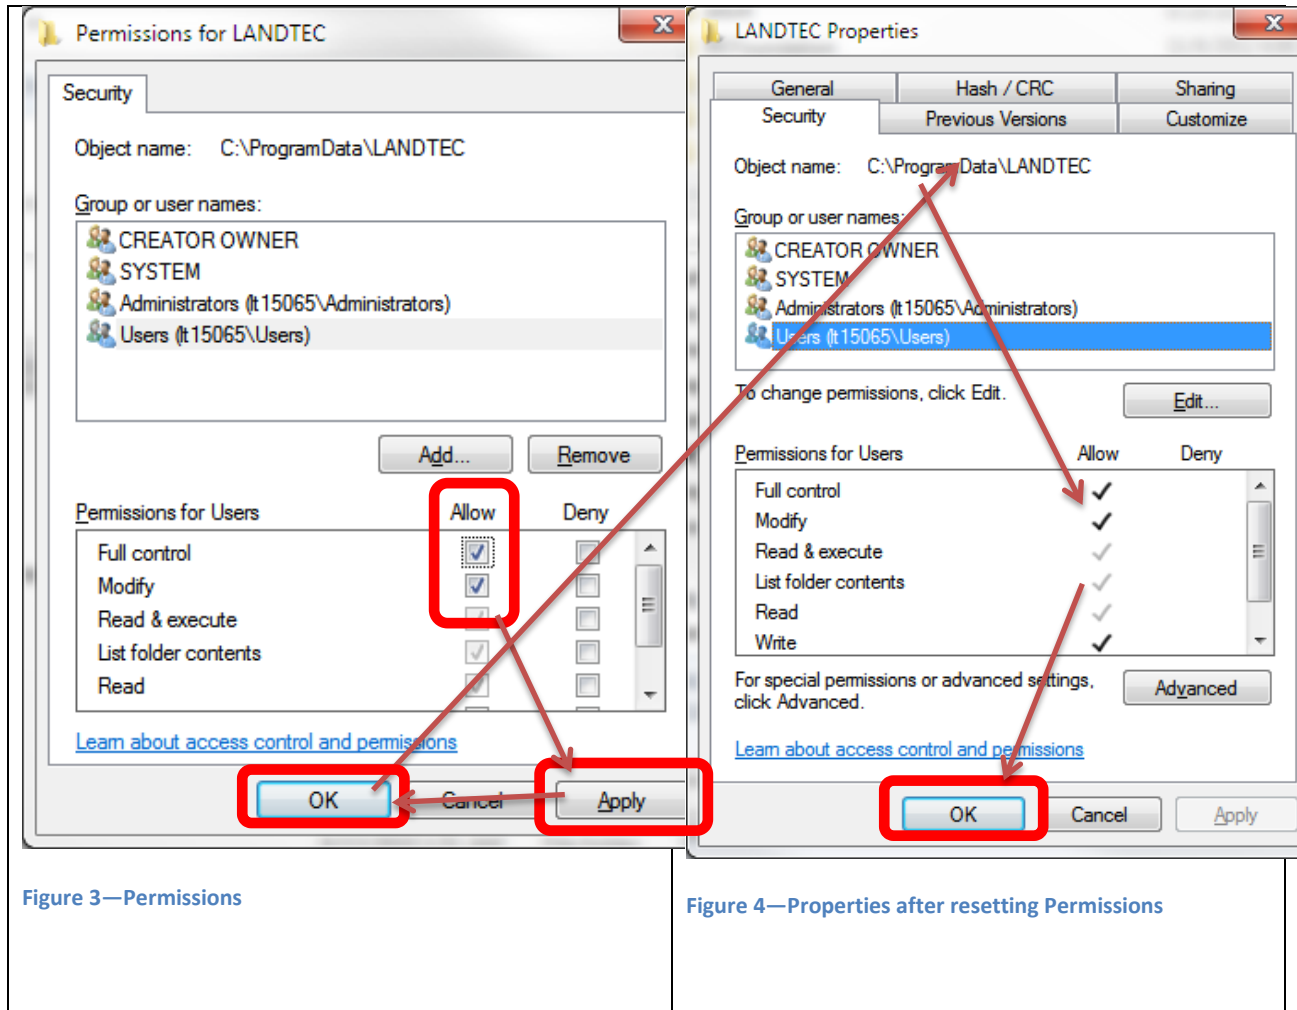 Permissions for LANDTEC
Security
Object name: C:\ProgramData\LANDTEC
Group or user names:
CREATOR OWNER
SYSTEM
Administrators (lt15065\Administrators)
Users (lt15065\Users)
Add... Remove
Permissions for Users Allow Deny
Full control
Modify
Read & execute
List folder contents
Read
Learn about access control and permissions
OK Cancel Apply
Figure 3—Permissions
LANDTEC Properties
General Hash / CRC Sharing
Security Previous Versions Customize
Object name: C:\ProgramData\LANDTEC
Group or user names:
CREATOR OWNER
SYSTEM
Administrators (lt15065\Administrators)
Users (lt15065\Users)
To change permissions, click Edit.
Edit...
Permissions for Users Allow Deny
Full control
Modify
Read & execute
List folder contents
Read
Write
For special permissions or advanced settings,
click Advanced.
Advanced
Learn about access control and permissions
OK Cancel Apply
Figure 4—Properties after resetting Permissions